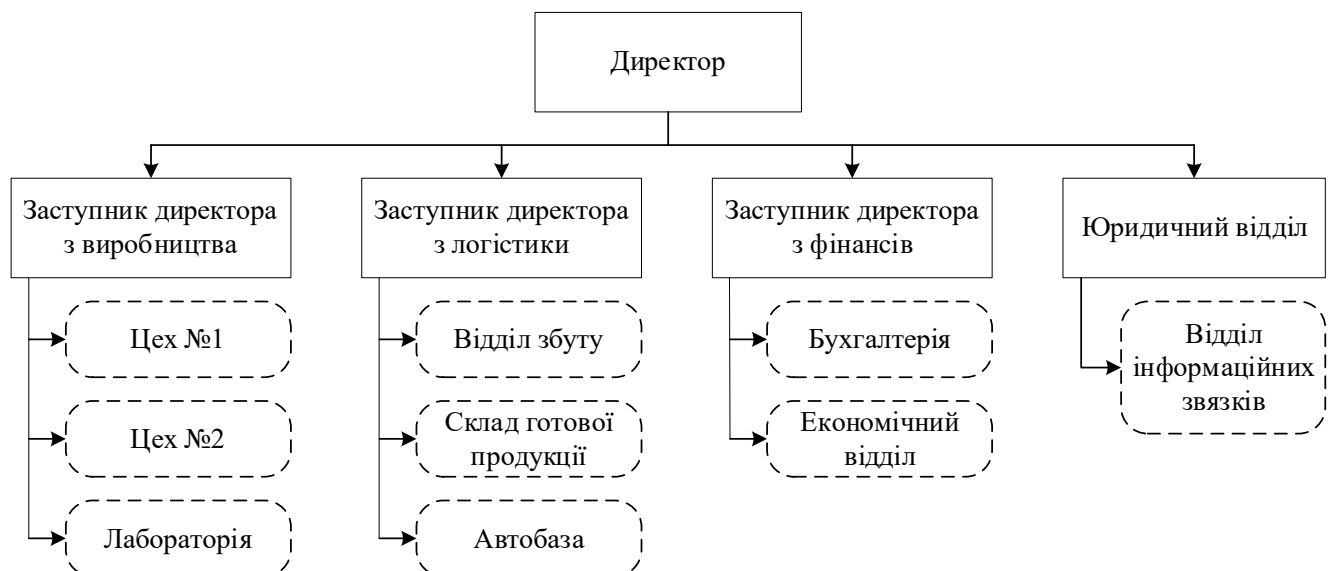 Директор
Заступник директора
з виробництва
Заступник директора
з логістики
Заступник директора
з фінансів
Юридичний відділ
Цех №1
Цех №2
Лабораторія
Відділ збуту
Склад готової
продукції
Автобаза
Бухгалтерія
Економічний
відділ
Відділ
інформаційних
звязків